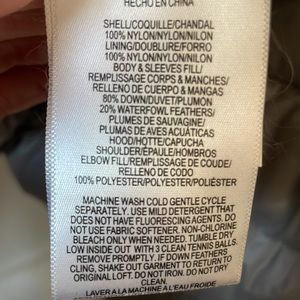 HECHO EN CHINA
SHELL/COQUILLE/CHANDAL
100% NYLON/NYLON/NILON
LINING/DOUBLURE/FORRO
100% NYLON/NYLON/NILON
BODY & SLEEVES FILL/
REMPLISSAGE CORPS & MANCHES/
RELLENO DE CUERPO & MANGAS
80% DOWN/DUVET/PLUMÓN
20% WATERFOWL FEATHERS/
PLUMES DE SAUVAGINE/
PLUMAS DE AVES ACUÁTICAS
HOOD/HOTTE/CAPUCHA
SHOULDER/ÉPAULE/HOMBROS
ELBOW FILL/REMPLISSAGE DE COUDE/
RELLENO DE CODO
100% POLYESTER/POLYESTER/POLIÉSTER
MACHINE WASH COLD GENTLE CYCLE
SEPARATELY. USE MILD DETERGENT THAT
DOES NOT HAVE FLUORESCING AGENTS. DO
NOT USE FABRIC SOFTENER. NON-CHLORINE
BLEACH ONLY WHEN NEEDED. TUMBLE DRY
LOW INSIDE OUT WITH 3 CLEAN TENNIS BALLS.
REMOVE PROMPTLY. IF DOWN FEATHERS
CLING, SHAKE OUT GARMENT TO RETURN TO
ORIGINAL LOFT. DO NOT IRON. DO NOT DRY
CLEAN.
LAVER A LA MACHINE A L'EAU FROIDE